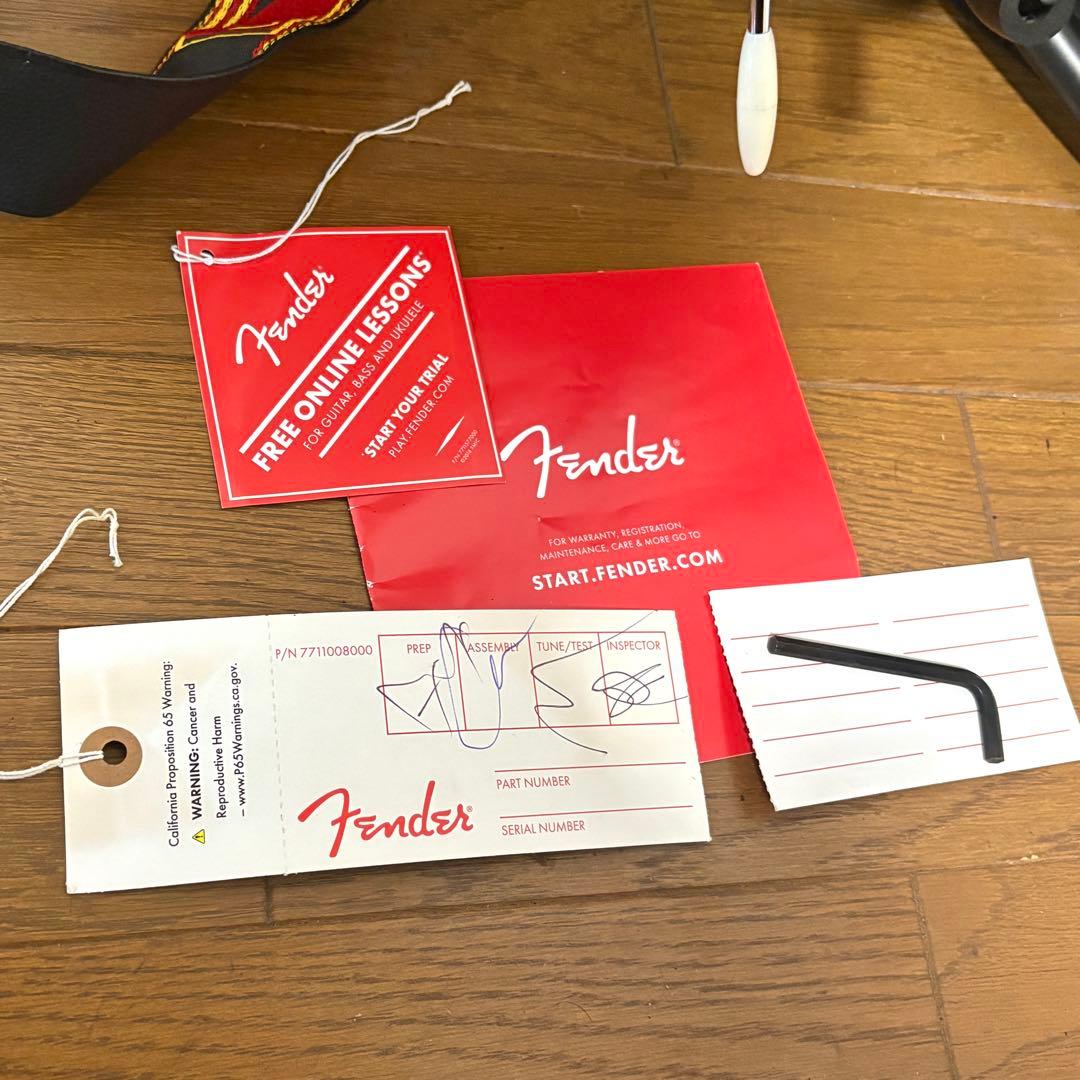 Fender
FREE ONLINE LESSONS*
FOR GUITAR, BASS AND UKULELE
*START YOUR TRIAL
PLAY.FENDER.COM
Fender®
FOR WARRANTY, REGISTRATION,
MAINTENANCE, CARE & MORE GO TO
START.FENDER.COM
California Proposition 65 Warning:
⚠ WARNING: Cancer and
Reproductive Harm
– www.P65Warnings.ca.gov.
P/N 7711008000
PREP ASSEMBLY TUNE/TEST INSPECTOR
Fender®
PART NUMBER
SERIAL NUMBER